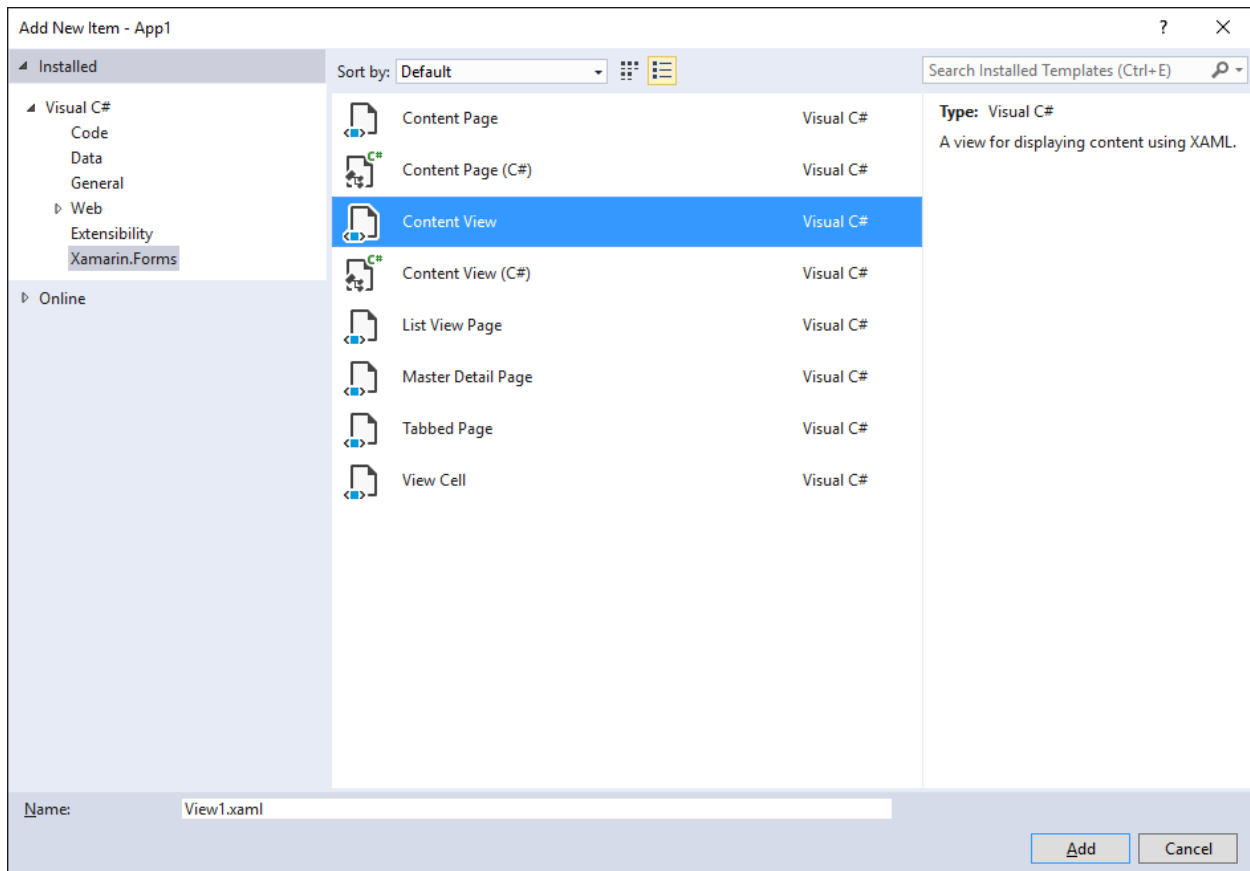 Add New Item - App1
?
Installed
Sort by: Default
Search Installed Templates (Ctrl+E)
Visual C#
Code
Data
General
Web
Extensibility
Xamarin.Forms
Online
Content Page Visual C#
C#
Content Page (C#) Visual C#
Content View Visual C#
C#
Content View (C#) Visual C#
List View Page Visual C#
Master Detail Page Visual C#
Tabbed Page Visual C#
View Cell Visual C#
Type: Visual C#
A view for displaying content using XAML.
Name: View1.xaml
Add Cancel